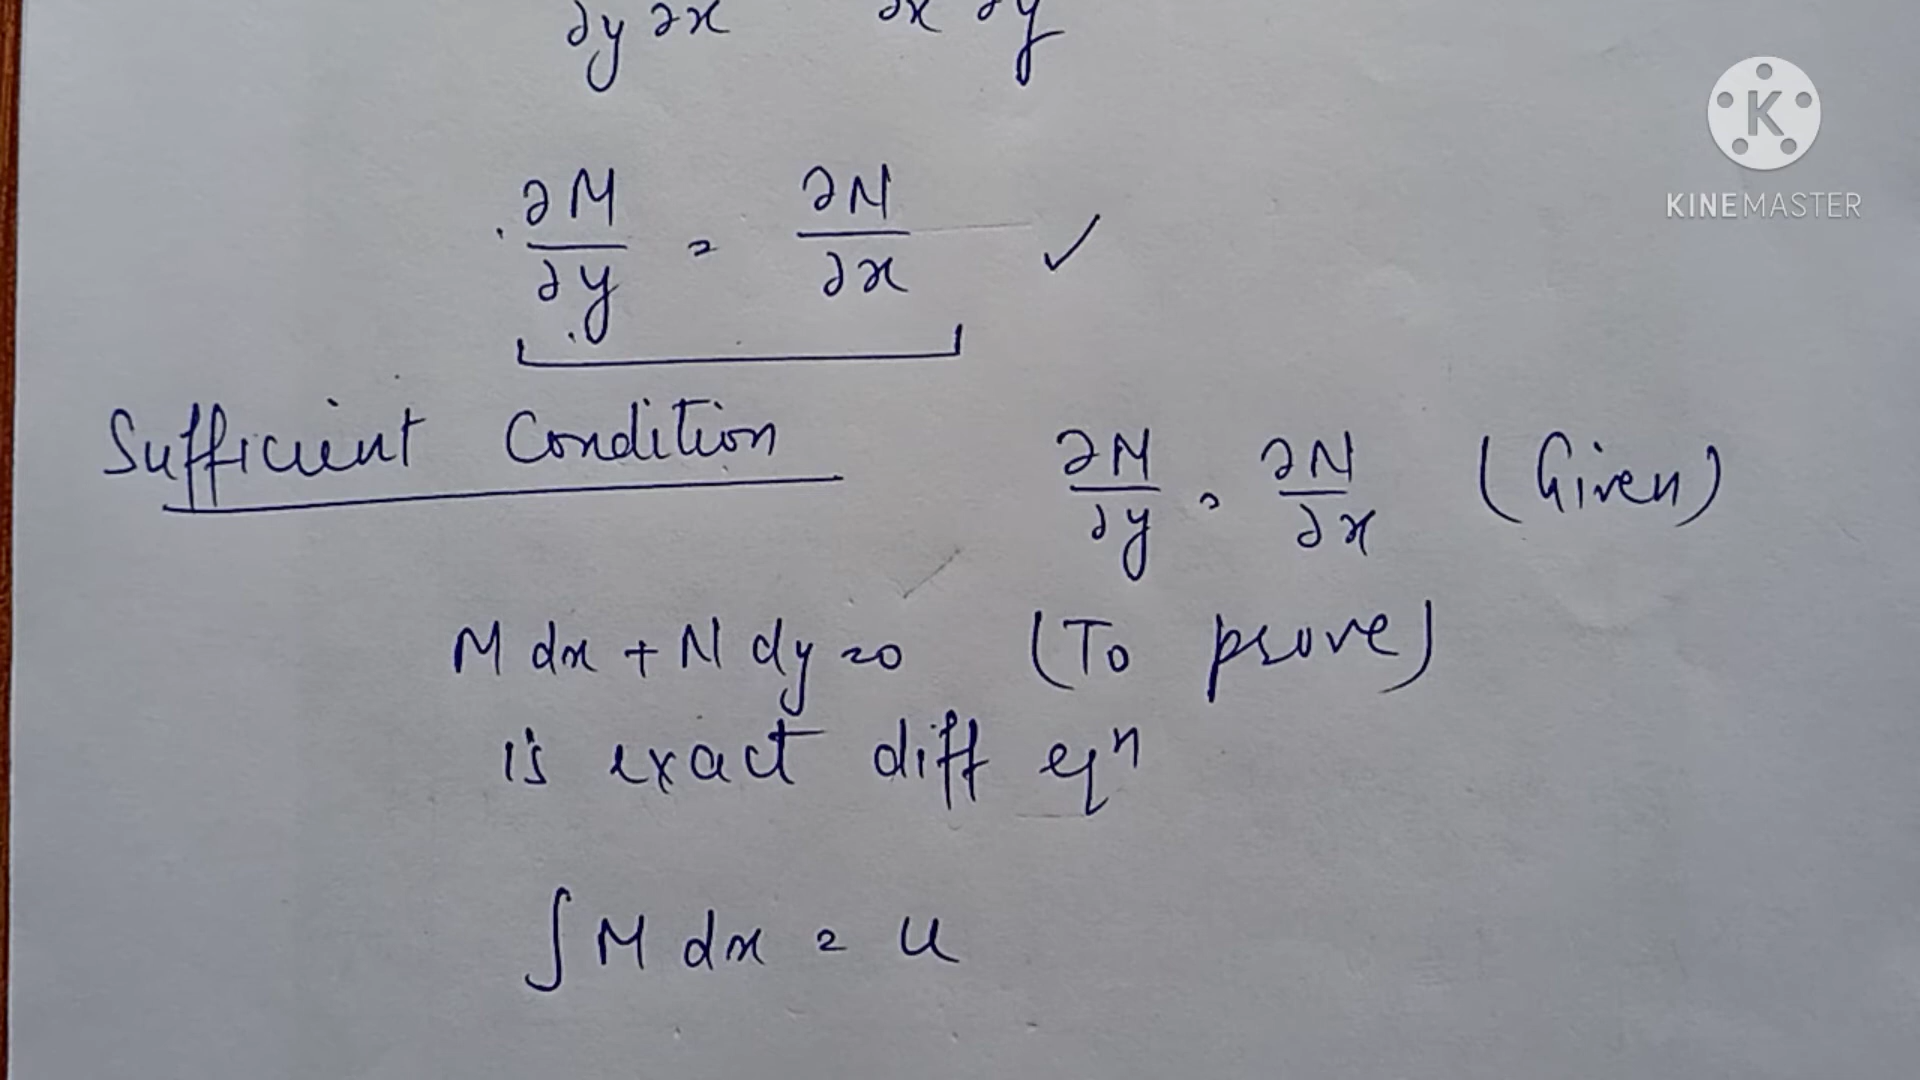 ∂y ∂x ∂x ∂y
∂M/∂y = ∂N/∂x ✓
Sufficient Condition ∂M/∂y = ∂N/∂x (Given)
M dx + N dy = 0 (To prove)
is exact diff eqⁿ
∫ M dx = u
K
KINEMASTER